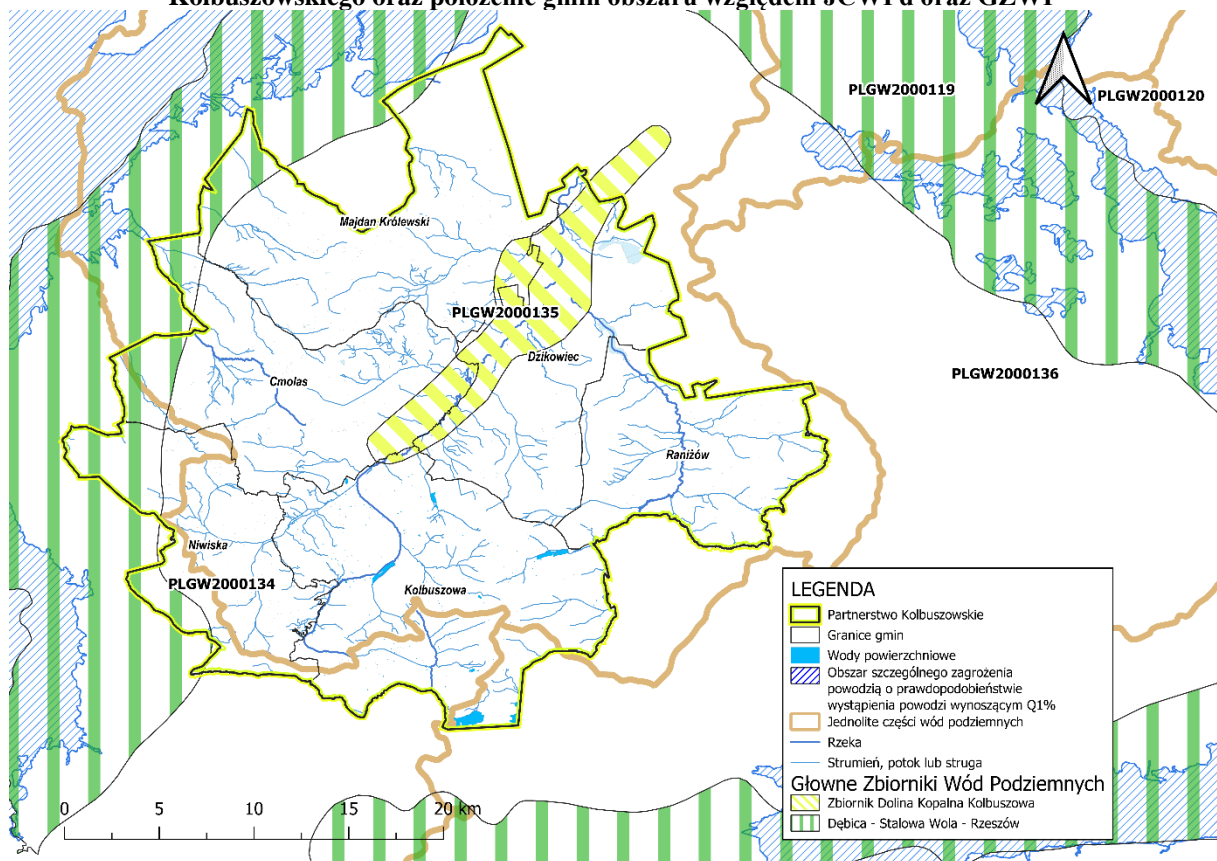 Kolbuszowskiego oraz położenie gmin obszaru względem JCWPd oraz GZWP
PLGW2000119
PLGW2000120
Majdan Królewski
PLGW2000135
Dzikowiec
PLGW2000136
Cmolas
Raniżów
Niwiska
PLGW2000134
Kolbuszowa
LEGENDA
Partnerstwo Kolbuszowskie
Granice gmin
Wody powierzchniowe
Obszar szczególnego zagrożenia
powodzią o prawdopodobieństwie
wystąpienia powodzi wynoszącym Q1%
Jednolite części wód podziemnych
Rzeka
Strumień, potok lub struga
Głowne Zbiorniki Wód Podziemnych
Zbiornik Dolina Kopalna Kolbuszowa
Dębica - Stalowa Wola - Rzeszów
0 5 10 15 20 km